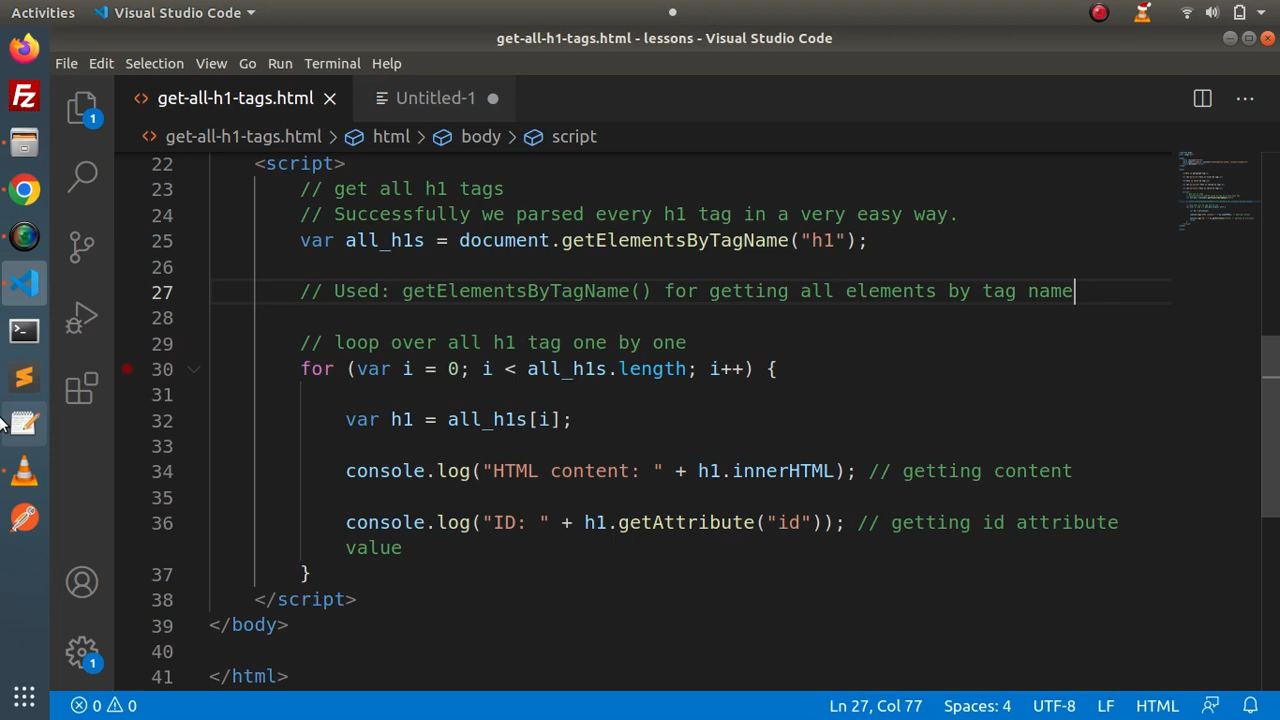 Activities Visual Studio Code
get-all-h1-tags.html - lessons - Visual Studio Code
File Edit Selection View Go Run Terminal Help
get-all-h1-tags.html Untitled-1
get-all-h1-tags.html html body script
22 <script>
23 // get all h1 tags
24 // Successfully we parsed every h1 tag in a very easy way.
25 var all_h1s = document.getElementsByTagName("h1");
26
27 // Used: getElementsByTagName() for getting all elements by tag name
28
29 // loop over all h1 tag one by one
30 for (var i = 0; i < all_h1s.length; i++) {
31
32 var h1 = all_h1s[i];
33
34 console.log("HTML content: " + h1.innerHTML); // getting content
35
36 console.log("ID: " + h1.getAttribute("id")); // getting id attribute
value
37 }
38 </script>
39 </body>
40
41 </html>
1
1
0 0 Ln 27, Col 77 Spaces: 4 UTF-8 LF HTML